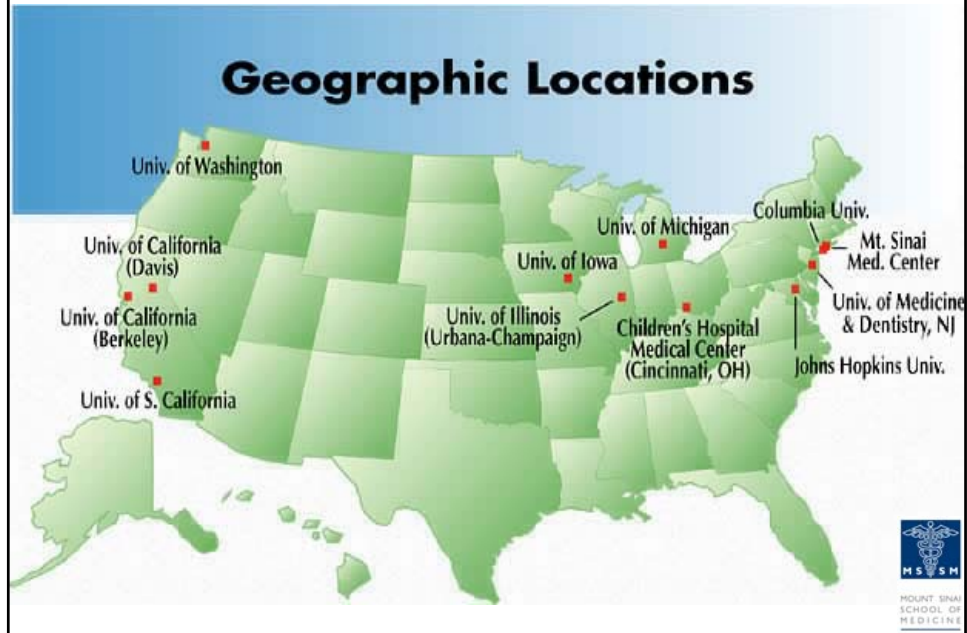 Geographic Locations
Univ. of Washington
Univ. of California
(Davis)
Univ. of California
(Berkeley)
Univ. of S. California
Univ. of Iowa
Univ. of Illinois
(Urbana-Champaign)
Univ. of Michigan
Children's Hospital
Medical Center
(Cincinnati, OH)
Columbia Univ.
Mt. Sinai
Med. Center
Univ. of Medicine
& Dentistry, NJ
Johns Hopkins Univ.
MS SM
MOUNT SINAI
SCHOOL OF
MEDICINE